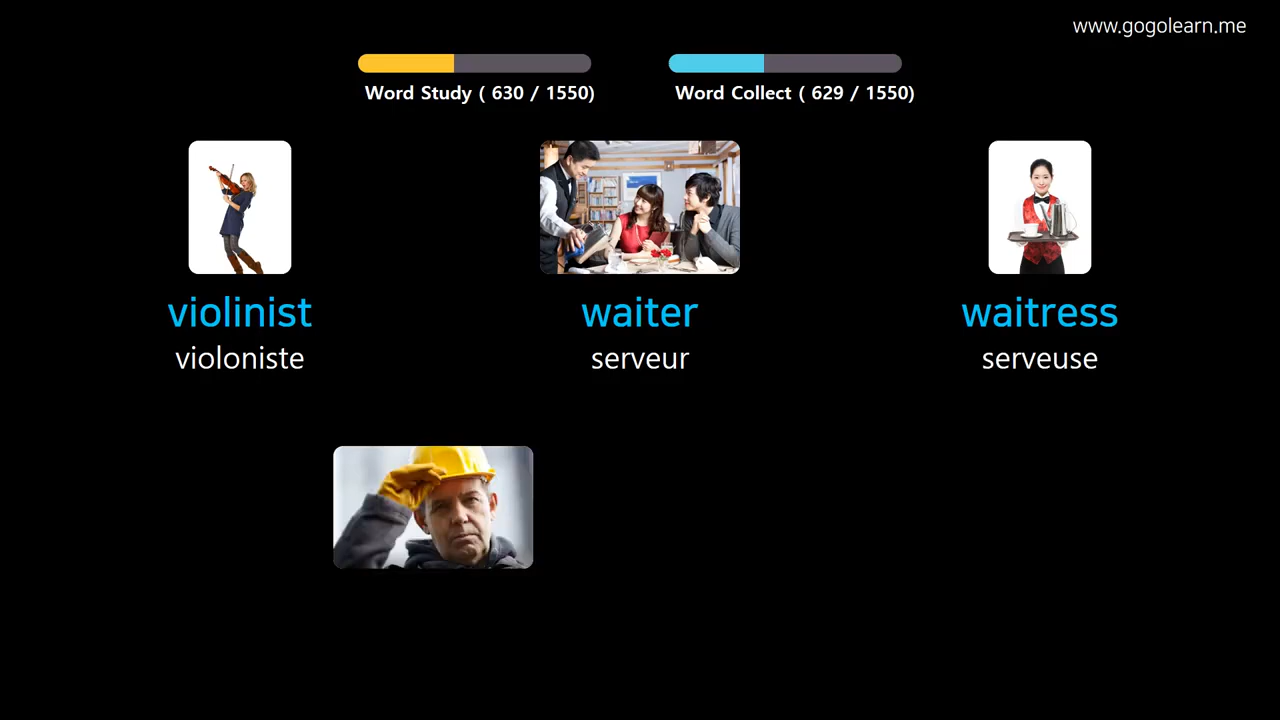 www.gogolearn.me
Word Study ( 630 / 1550)
Word Collect ( 629 / 1550)
violinist
violoniste
waiter
serveur
waitress
serveuse